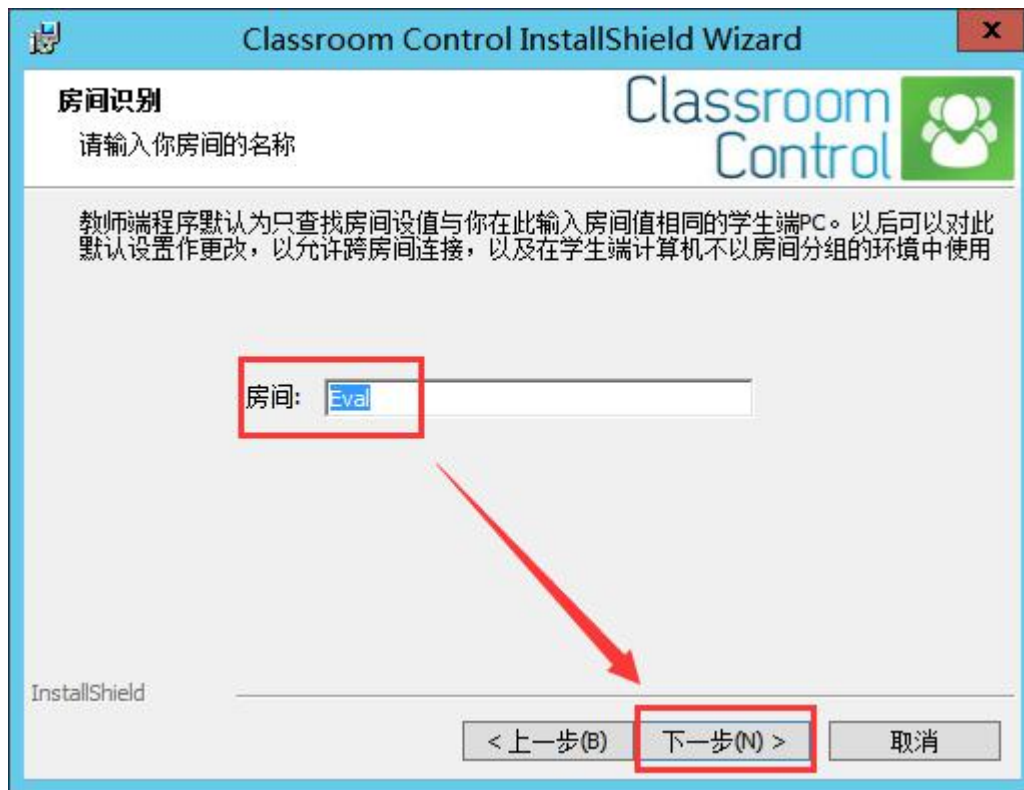 Classroom Control InstallShield Wizard
x
房间识别
请输入你房间的名称
Classroom
Control
教师端程序默认为只查找房间设值与你在此输入房间值相同的学生端PC。以后可以对此
默认设置作更改，以允许跨房间连接，以及在学生端计算机不以房间分组的环境中使用
房间: Eval
InstallShield
< 上一步(B) 下一步(N) > 取消